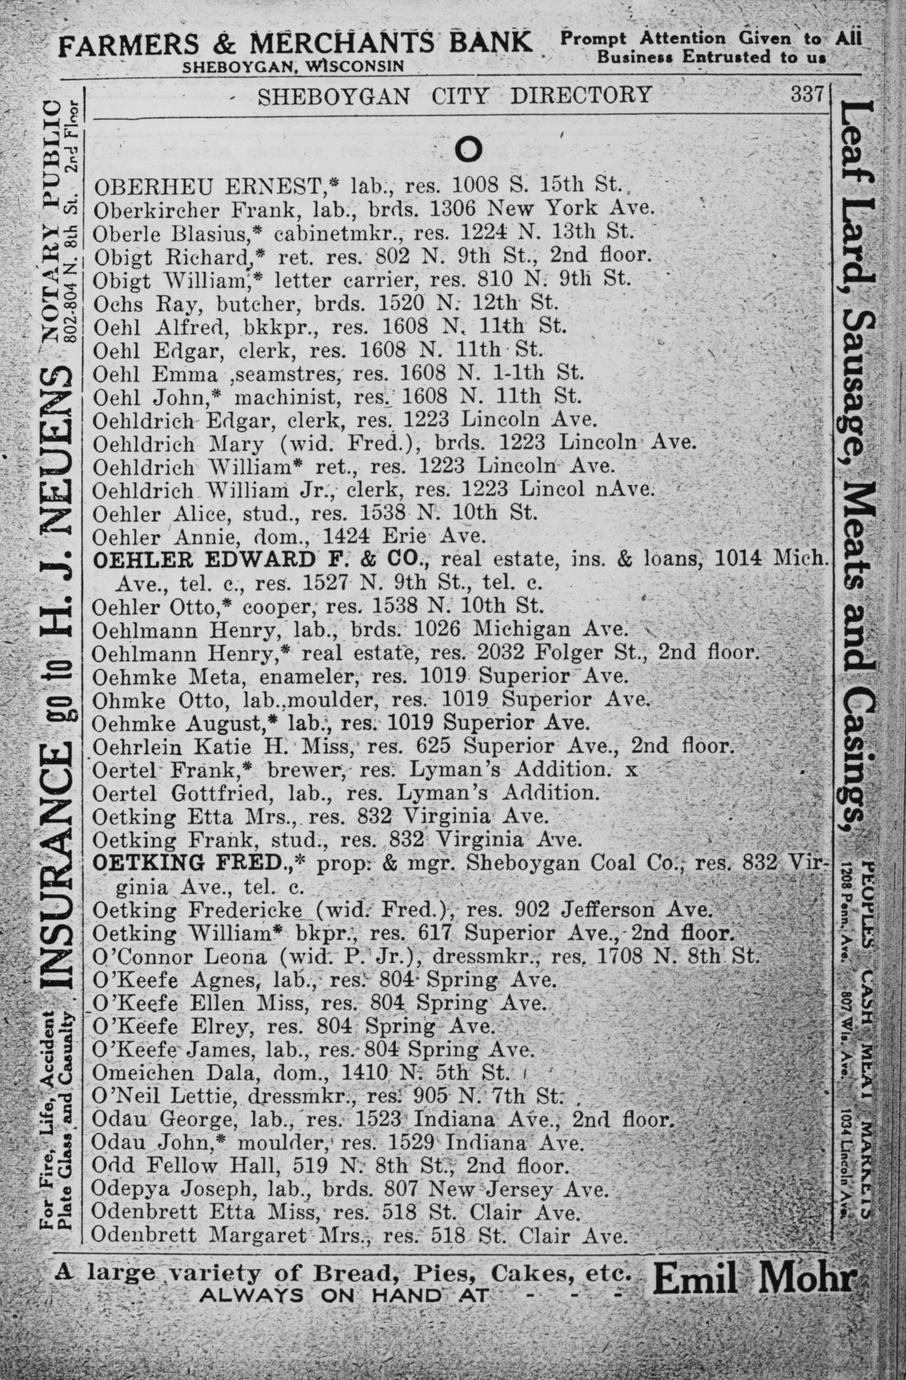 FARMERS & MERCHANTS BANK
SHEBOYGAN, WISCONSIN
Prompt Attention Given to All
Business Entrusted to us
SHEBOYGAN CITY DIRECTORY 337
O
OBERHEU ERNEST,* lab., res. 1008 S. 15th St.
Oberkircher Frank, lab., brds. 1306 New York Ave.
Oberle Blasius,* cabinetmkr., res. 1224 N. 13th St.
Obigt Richard,* ret. res. 802 N. 9th St., 2nd floor.
Obigt William,* letter carrier, res. 810 N. 9th St.
Ochs Ray, butcher, brds. 1520 N. 12th St.
Oehl Alfred, bkkpr., res. 1608 N. 11th St.
Oehl Edgar, clerk, res. 1608 N. 11th St.
Oehl Emma ,seamstres, res. 1608 N. 1-1th St.
Oehl John,* machinist, res. 1608 N. 11th St.
Oehldrich Edgar, clerk, res. 1223 Lincoln Ave.
Oehldrich Mary (wid. Fred.), brds. 1223 Lincoln Ave.
Oehldrich William* ret., res. 1223 Lincoln Ave.
Oehldrich William Jr., clerk, res. 1223 Lincol nAve.
Oehler Alice, stud., res. 1538 N. 10th St.
Oehler Annie, dom., 1424 Erie Ave.
OEHLER EDWARD F. & CO., real estate, ins. & loans, 1014 Mich.
Ave., tel. c., res. 1527 N. 9th St., tel. c.
Oehler Otto,* cooper, res. 1538 N. 10th St.
Oehlmann Henry, lab., brds. 1026 Michigan Ave.
Oehlmann Henry,* real estate, res. 2032 Folger St., 2nd floor.
Oehmke Meta, enameler, res. 1019 Superior Ave.
Ohmke Otto, lab.,moulder, res. 1019 Superior Ave.
Oehmke August,* lab., res. 1019 Superior Ave.
Oehrlein Katie H. Miss, res. 625 Superior Ave., 2nd floor.
Oertel Frank,* brewer, res. Lyman's Addition. x
Oertel Gottfried, lab., res. Lyman's Addition.
Oetking Etta Mrs., res. 832 Virginia Ave.
Oetking Frank, stud., res. 832 Virginia Ave.
OETKING FRED.,* prop. & mgr. Sheboygan Coal Co., res. 832 Vir-
ginia Ave., tel. c.
Oetking Fredericke (wid. Fred.), res. 902 Jefferson Ave.
Oetking William* bkpr., res. 617 Superior Ave., 2nd floor.
O'Connor Leona (wid. P. Jr.), dressmkr., res. 1708 N. 8th St.
O'Keefe Agnes, lab., res. 804 Spring Ave.
O'Keefe Ellen Miss, res. 804 Spring Ave.
O'Keefe Elrey, res. 804 Spring Ave.
O'Keefe James, lab., res. 804 Spring Ave.
Omeichen Dala, dom., 1410 N. 5th St.
O'Neil Lettie, dressmkr., res. 905 N. 7th St.
Odau George, lab., res. 1523 Indiana Ave., 2nd floor.
Odau John,* moulder, res. 1529 Indiana Ave.
Odd Fellow Hall, 519 N. 8th St., 2nd floor.
Odepya Joseph, lab., brds. 807 New Jersey Ave.
Odenbrett Etta Miss, res. 518 St. Clair Ave.
Odenbrett Margaret Mrs., res. 518 St. Clair Ave.
For Fire, Life, Accident
Plate Glass and Casualty
INSURANCE go to H. J. NEUENS
NOTARY PUBLIC
802-804 N. 8th St. 2nd Floor
Leaf Lard, Sausage, Meats and Casings,
PEOPLES CASH MEAT MARKETS
1208 Penn. Ave. 807 Wis. Ave. 1034 Lincoln Ave.
A large variety of Bread, Pies, Cakes, etc.
ALWAYS ON HAND AT - - -
Emil Mohr